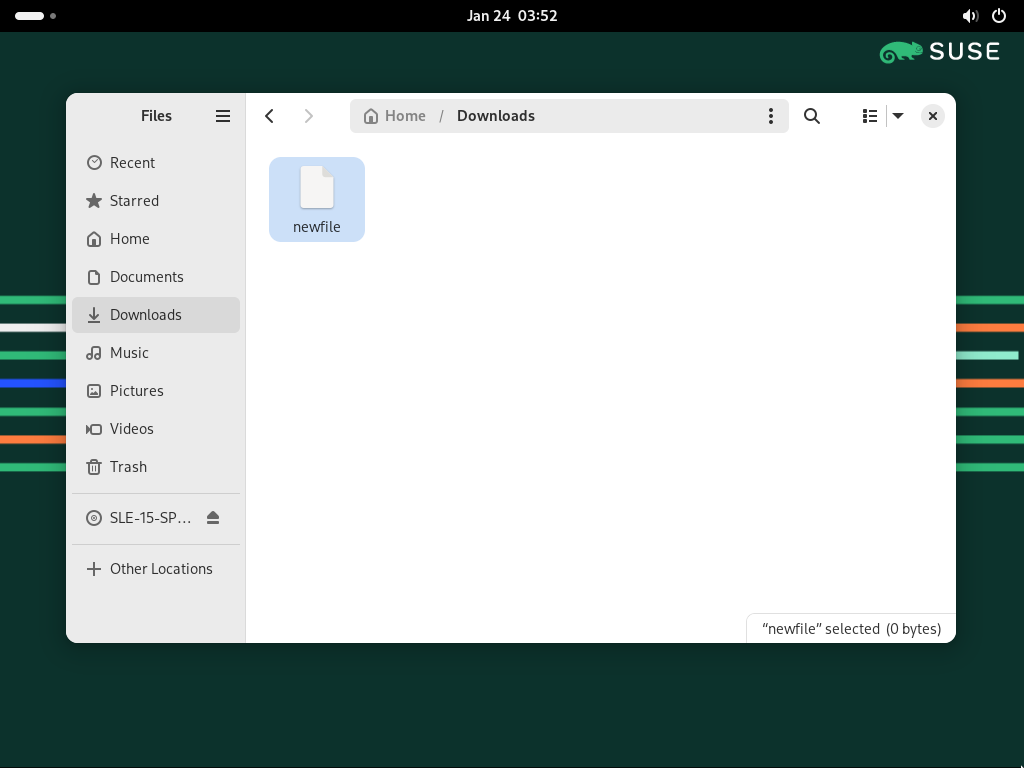 Jan 24 03:52
SUSE
Files
Home / Downloads
Recent
Starred
Home
Documents
Downloads
Music
Pictures
Videos
Trash
SLE-15-SP…
Other Locations
newfile
“newfile” selected (0 bytes)